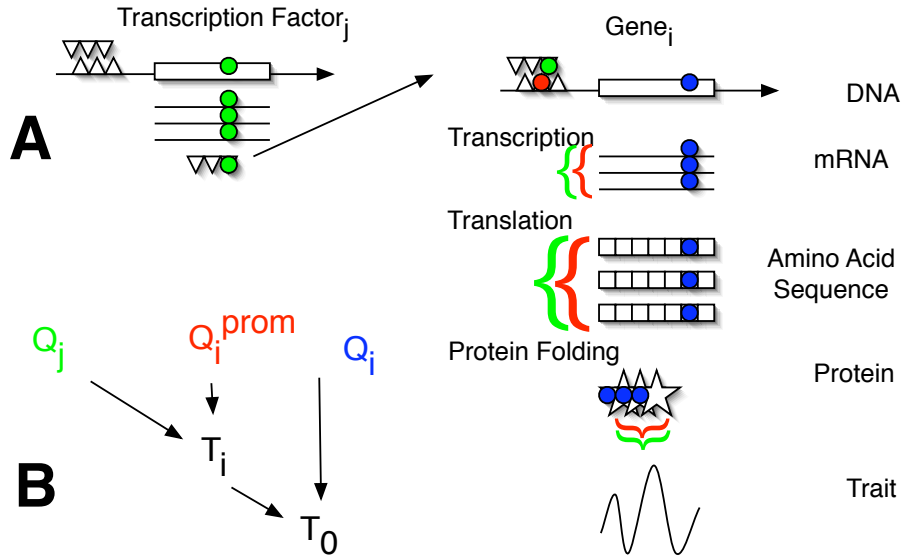 Transcription Factorj
Genei
DNA
A
Transcription
mRNA
Translation
Amino Acid
Sequence
Qj
Qiprom
Qi
Protein Folding
Protein
Ti
B
Trait
T0